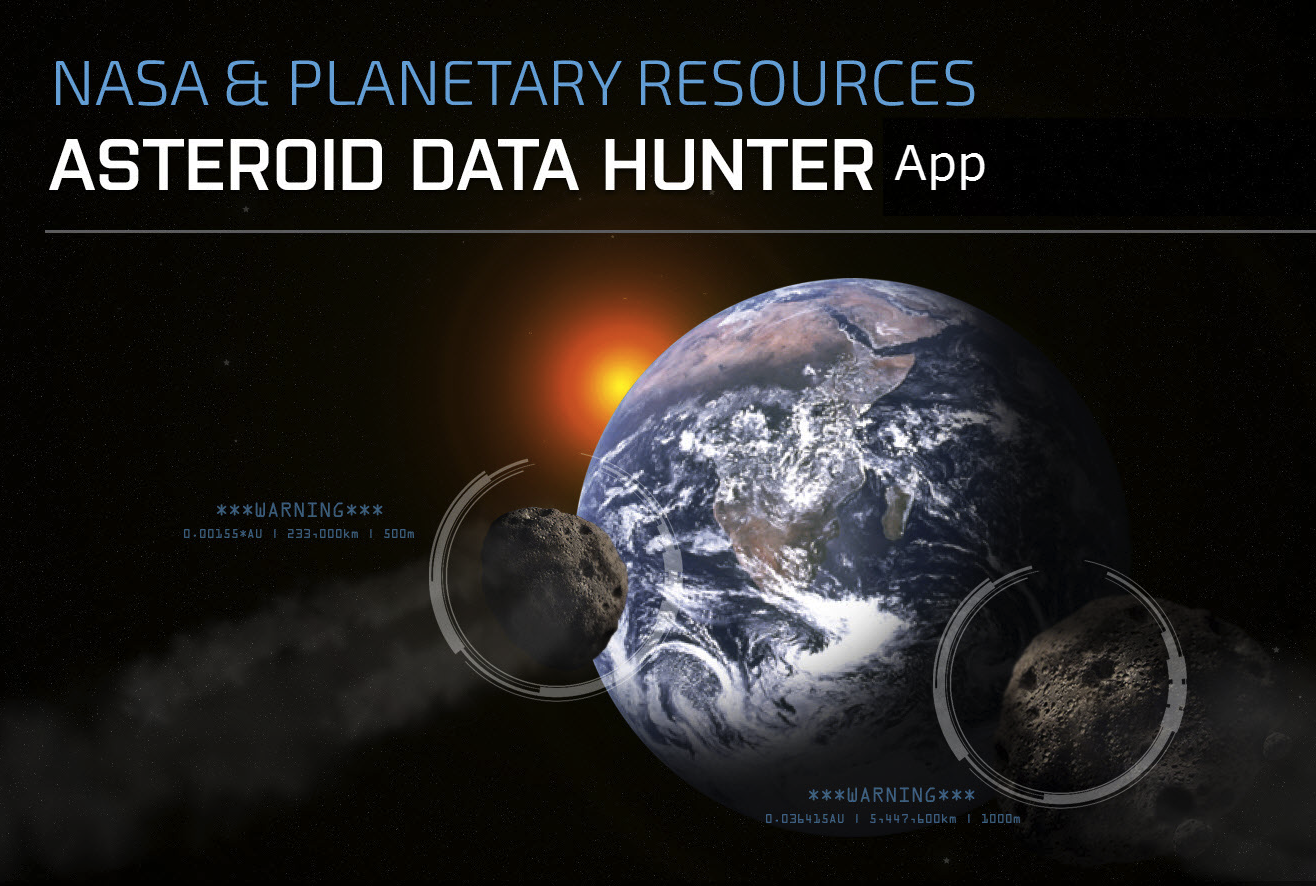 NASA & PLANETARY RESOURCES
ASTEROID DATA HUNTER App
***WARNING***
0.00155*AU | 233,000km | 500m
***WARNING***
0.036415AU | 5,447,600km | 1000m